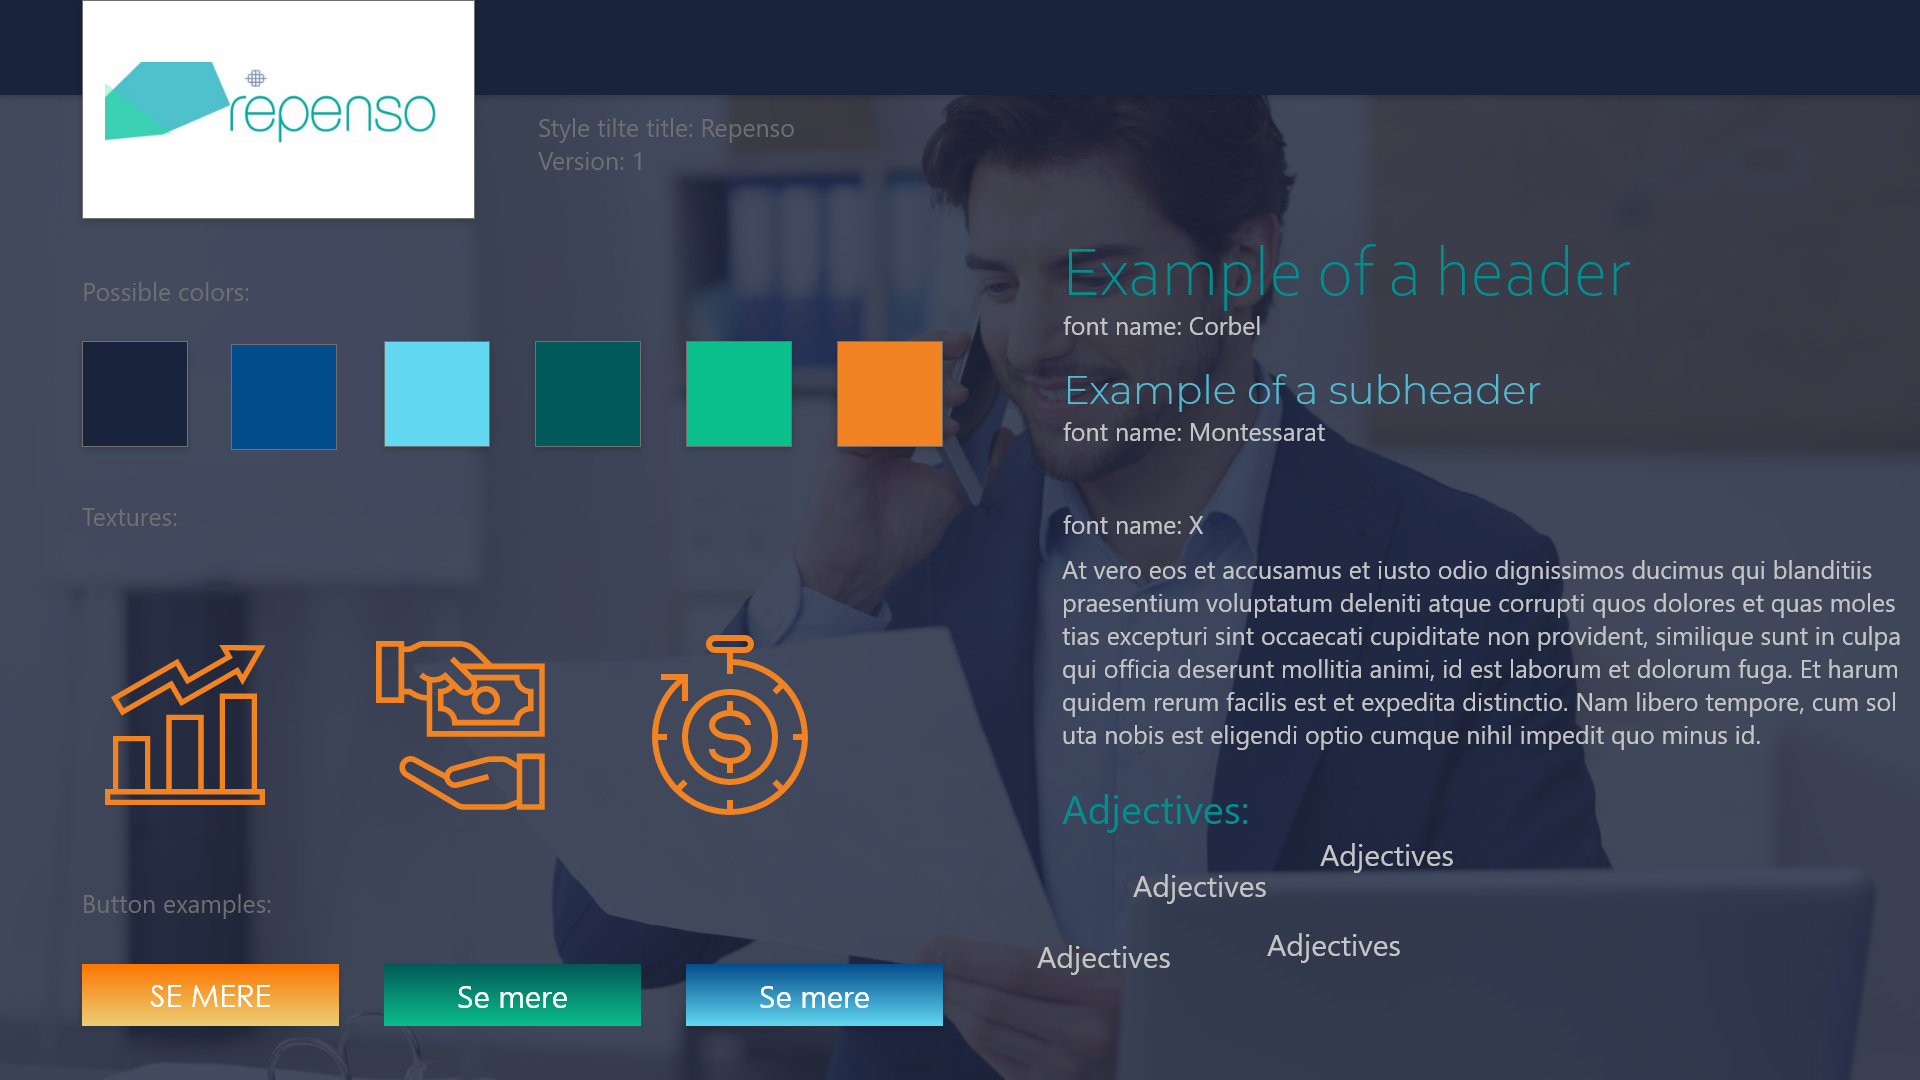 repenso
Style tilte title: Repenso
Version: 1
Possible colors:
Textures:
Button examples:
SE MERE
Se mere
Se mere
Example of a header
font name: Corbel
Example of a subheader
font name: Montessarat
font name: X
At vero eos et accusamus et iusto odio dignissimos ducimus qui blanditiis
praesentium voluptatum deleniti atque corrupti quos dolores et quas moles
tias excepturi sint occaecati cupiditate non provident, similique sunt in culpa
qui officia deserunt mollitia animi, id est laborum et dolorum fuga. Et harum
quidem rerum facilis est et expedita distinctio. Nam libero tempore, cum sol
uta nobis est eligendi optio cumque nihil impedit quo minus id.
Adjectives:
Adjectives
Adjectives
Adjectives
Adjectives